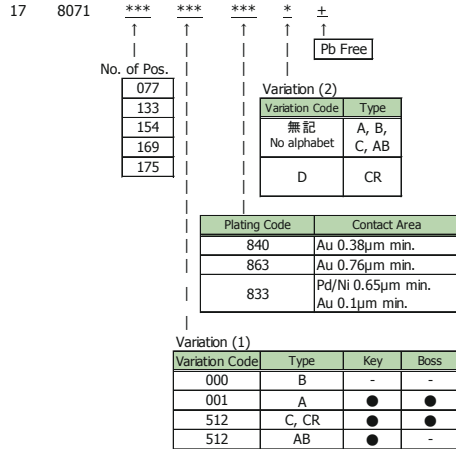 17 8071 *** *** *** * +
Pb Free
No. of Pos.
077
133
154
169
175
Variation (2)
Variation Code Type
無記 No alphabet A, B, C, AB
D CR
Plating Code Contact Area
840 Au 0.38μm min.
863 Au 0.76μm min.
833 Pd/Ni 0.65μm min. Au 0.1μm min.
Variation (1)
Variation Code Type Key Boss
000 B - -
001 A ● ●
512 C, CR ● ●
512 AB ● -